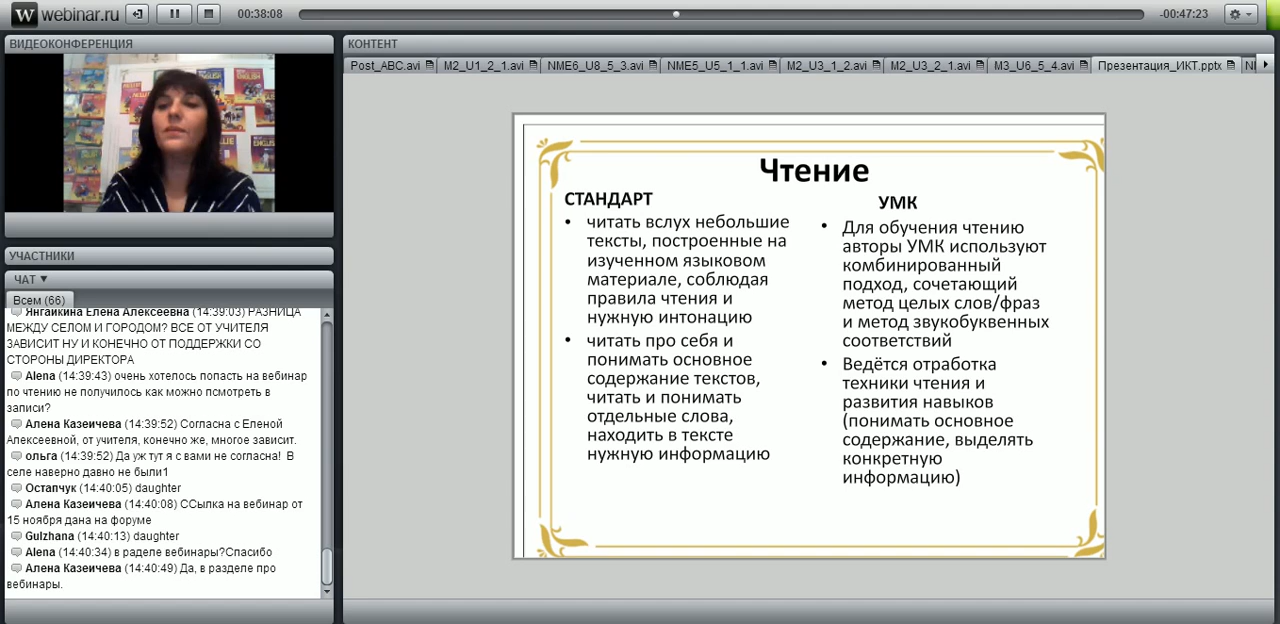 webinar.ru
00:38:08
-00:47:23
ВИДЕОКОНФЕРЕНЦИЯ
КОНТЕНТ
Post_ABC.avi
M2_U1_2_1.avi
NME6_U8_5_3.avi
NME5_U5_1_1.avi
M2_U3_1_2.avi
M2_U3_2_1.avi
M3_U6_5_4.avi
Презентация_ИКТ.pptx
УЧАСТНИКИ
ЧАТ
Всем (66)
Янгайкина Елена Алексеевна (14:39:03) РАЗНИЦА
МЕЖДУ СЕЛОМ И ГОРОДОМ? ВСЕ ОТ УЧИТЕЛЯ
ЗАВИСИТ НУ И КОНЕЧНО ОТ ПОДДЕРЖКИ СО
СТОРОНЫ ДИРЕКТОРА
Alena (14:39:43) очень хотелось попасть на вебинар
по чтению не получилось как можно псмотреть в
записи?
Алена Казеичева (14:39:52) Согласна с Еленой
Алексеевной, от учителя, конечно же, многое зависит.
ольга (14:39:52) Да уж тут я с вами не согласна! В
селе наверно давно не были1
Остапчук (14:40:05) daughter
Алена Казеичева (14:40:08) ССылка на вебинар от
15 ноября дана на форуме
Gulzhana (14:40:13) daughter
Alena (14:40:34) в раделе вебинары?Спасибо
Алена Казеичева (14:40:49) Да, в разделе про
вебинары.
Чтение
СТАНДАРТ
• читать вслух небольшие
тексты, построенные на
изученном языковом
материале, соблюдая
правила чтения и
нужную интонацию
• читать про себя и
понимать основное
содержание текстов,
читать и понимать
отдельные слова,
находить в тексте
нужную информацию
УМК
• Для обучения чтению
авторы УМК используют
комбинированный
подход, сочетающий
метод целых слов/фраз
и метод звукобуквенных
соответствий
• Ведётся отработка
техники чтения и
развития навыков
(понимать основное
содержание, выделять
конкретную
информацию)